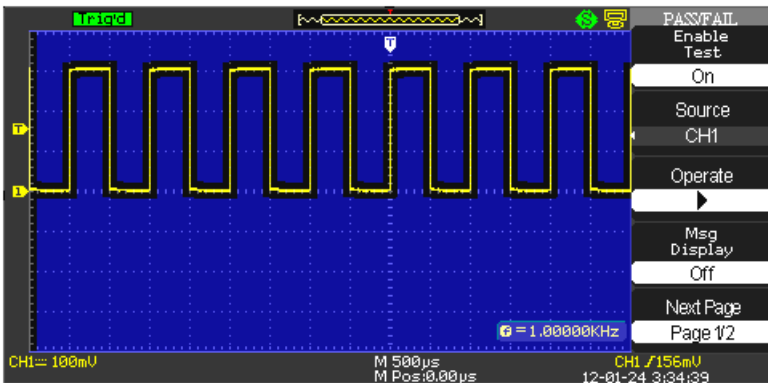 Trig'd
S
PASS/FAIL
T
Enable
Test
On
Source
CH1
T
Operate
1
Msg
Display
Off
Next Page
f = 1.00000KHz
Page 1/2
CH1 100mV
M 500µs
CH1 156mV
M Pos:0.00µs
12-01-24 3:34:39